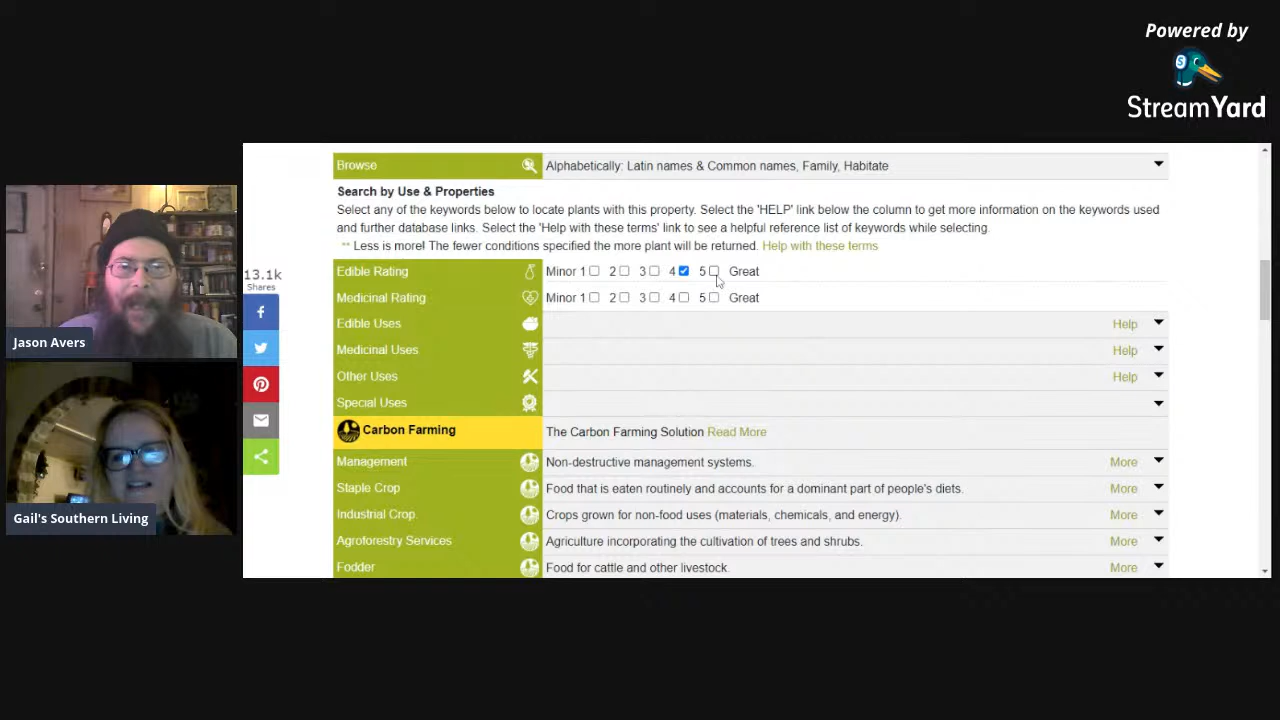 Powered by
StreamYard
Browse
Alphabetically: Latin names & Common names, Family, Habitate
Search by Use & Properties
Select any of the keywords below to locate plants with this property. Select the 'HELP' link below the column to get more information on the keywords used
and further database links. Select the 'Help with these terms' link to see a helpful reference list of keywords while selecting.
** Less is more! The fewer conditions specified the more plant will be returned. Help with these terms
Edible Rating Minor 1 2 3 4 5 Great
Medicinal Rating Minor 1 2 3 4 5 Great
Edible Uses Help
Medicinal Uses Help
Other Uses Help
Special Uses
Carbon Farming The Carbon Farming Solution Read More
Management Non-destructive management systems. More
Staple Crop Food that is eaten routinely and accounts for a dominant part of people's diets. More
Industrial Crop. Crops grown for non-food uses (materials, chemicals, and energy). More
Agroforestry Services Agriculture incorporating the cultivation of trees and shrubs. More
Fodder Food for cattle and other livestock. More
13.1k
Shares
Jason Avers
Gail's Southern Living